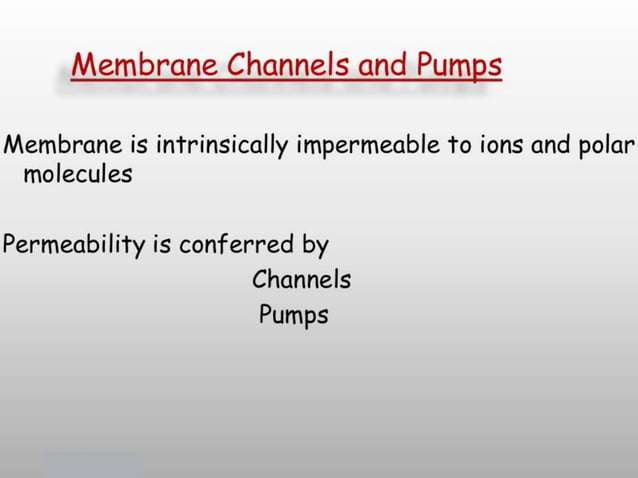 Membrane Channels and Pumps
Membrane is intrinsically impermeable to ions and polar
molecules
Permeability is conferred by
Channels
Pumps